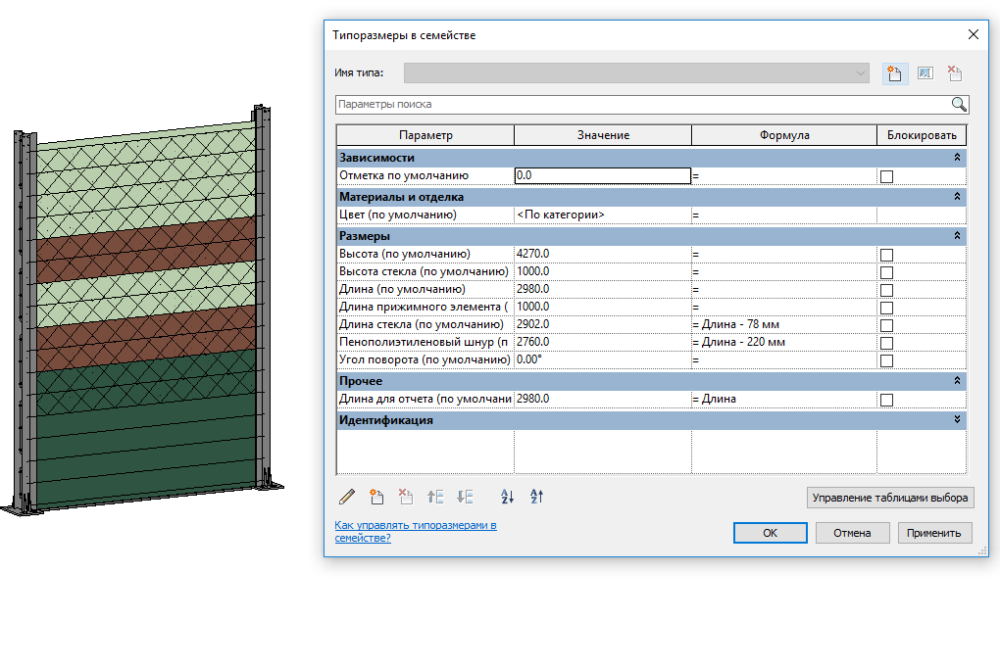 Типоразмеры в семействе
Имя типа:
Параметры поиска
Параметр Значение Формула Блокировать
Зависимости
Отметка по умолчанию 0.0 =
Материалы и отделка
Цвет (по умолчанию) <По категории> =
Размеры
Высота (по умолчанию) 4270.0 =
Высота стекла (по умолчанию) 1000.0 =
Длина (по умолчанию) 2980.0 =
Длина прижимного элемента ( 1000.0 =
Длина стекла (по умолчанию) 2902.0 = Длина - 78 мм
Пенополиэтиленовый шнур (п 2760.0 = Длина - 220 мм
Угол поворота (по умолчанию) 0.00° =
Прочее
Длина для отчета (по умолчани 2980.0 = Длина
Идентификация
Управление таблицами выбора
Как управлять типоразмерами в
семействе?
ОК Отмена Применить